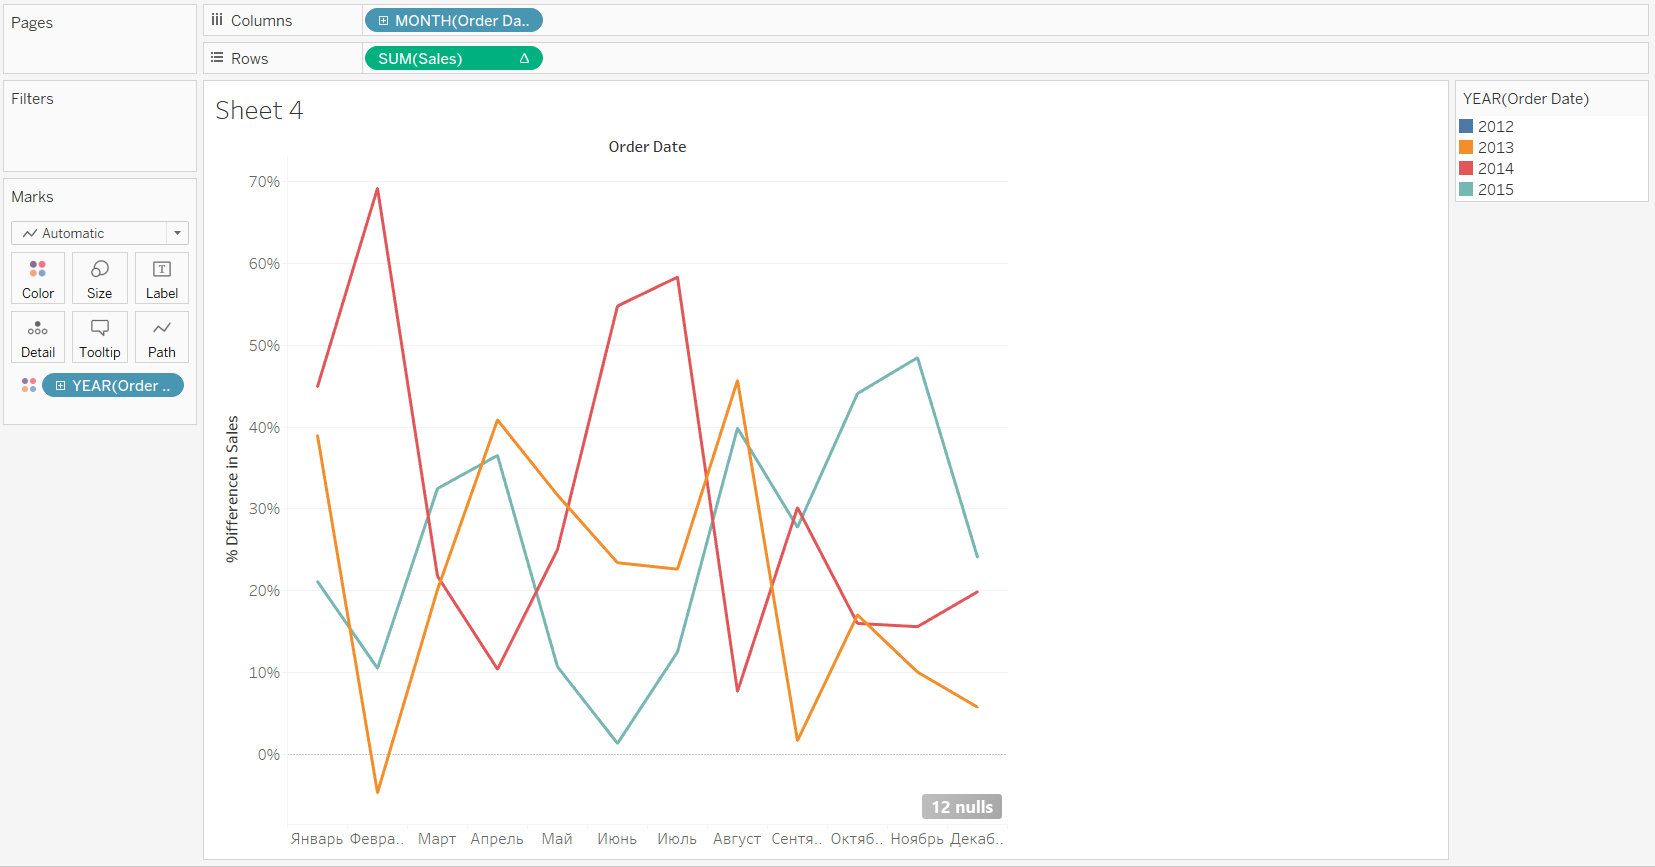 Pages
Columns
MONTH(Order Da..
Rows
SUM(Sales)
Filters
Marks
Automatic
Color
Size
Label
Detail
Tooltip
Path
YEAR(Order ..
Sheet 4
Order Date
% Difference in Sales
70%
60%
50%
40%
30%
20%
10%
0%
12 nulls
Январь Февра.. Март Апрель Май Июнь Июль Август Сентя.. Октяб.. Ноябрь Декаб..
YEAR(Order Date)
2012
2013
2014
2015